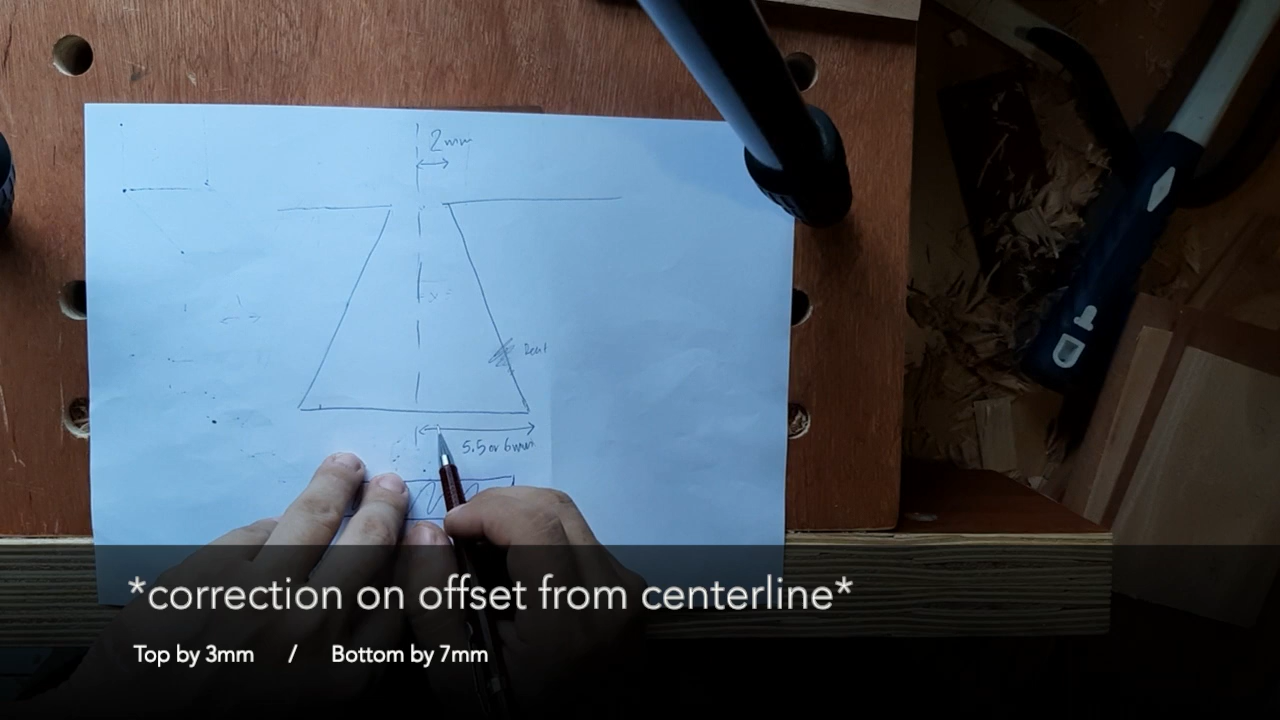 2mm
5.5 or 6mm
*correction on offset from centerline*
Top by 3mm / Bottom by 7mm